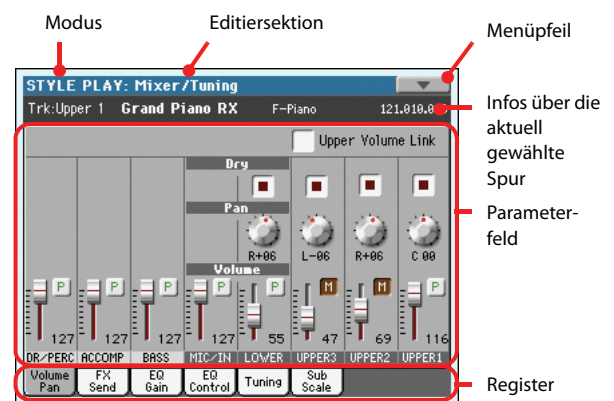 Modus Editiersektion
Menüpfeil
STYLE PLAY: Mixer/Tuning
Trk:Upper 1 Grand Piano RX F-Piano 121.010.0
Infos über die
aktuell
gewählte
Spur
Upper Volume Link
Dry
Pan
Parameter-
feld
R+06 L-06 R+06 C 00
Volume
P P P P P M M P
127 127 127 127 55 47 69 116
DR/PERC ACCOMP BASS MIC/IN LOWER UPPER3 UPPER2 UPPER1
Volume Pan FX Send EQ Gain EQ Control Tuning Sub Scale
Register